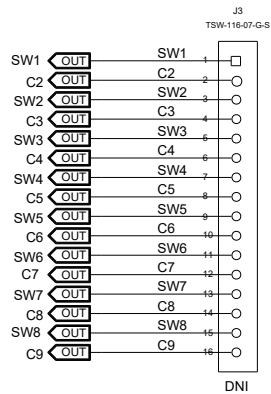 J3
TSW-116-07-G-S
SW1 OUT SW1 1
C2 OUT C2 2
SW2 OUT SW2 3
C3 OUT C3 4
SW3 OUT SW3 5
C4 OUT C4 6
SW4 OUT SW4 7
C5 OUT C5 8
SW5 OUT SW5 9
C6 OUT C6 10
SW6 OUT SW6 11
C7 OUT C7 12
SW7 OUT SW7 13
C8 OUT C8 14
SW8 OUT SW8 15
C9 OUT C9 16
DNI